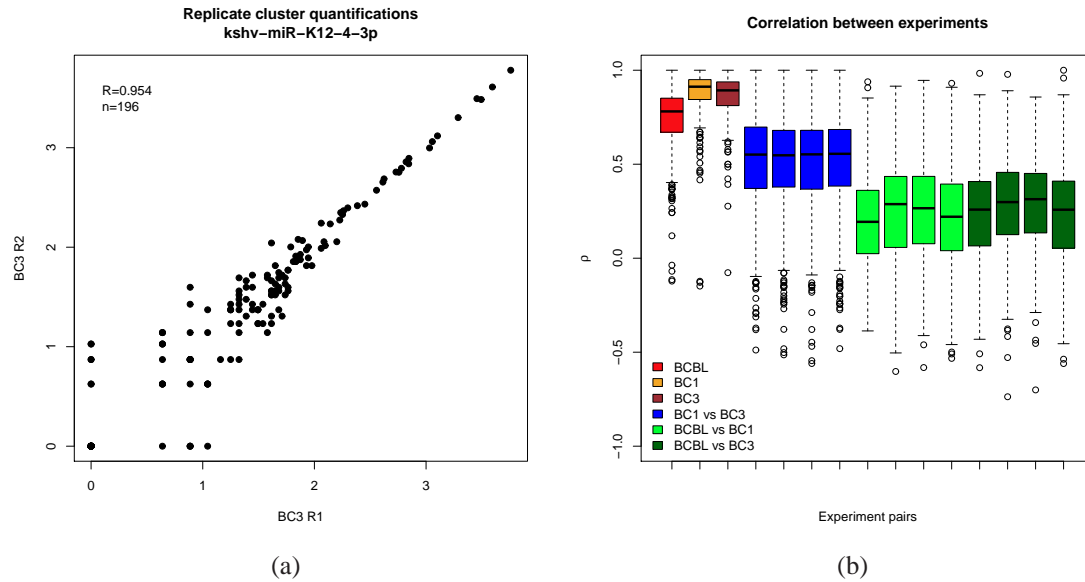 Replicate cluster quantifications
kshv−miR−K12−4−3p
R=0.954
n=196
BC3 R2
0
1
2
3
0 1 2 3
BC3 R1
(a)
Correlation between experiments
ρ
1.0
0.5
0.0
−0.5
−1.0
BCBL
BC1
BC3
BC1 vs BC3
BCBL vs BC1
BCBL vs BC3
Experiment pairs
(b)